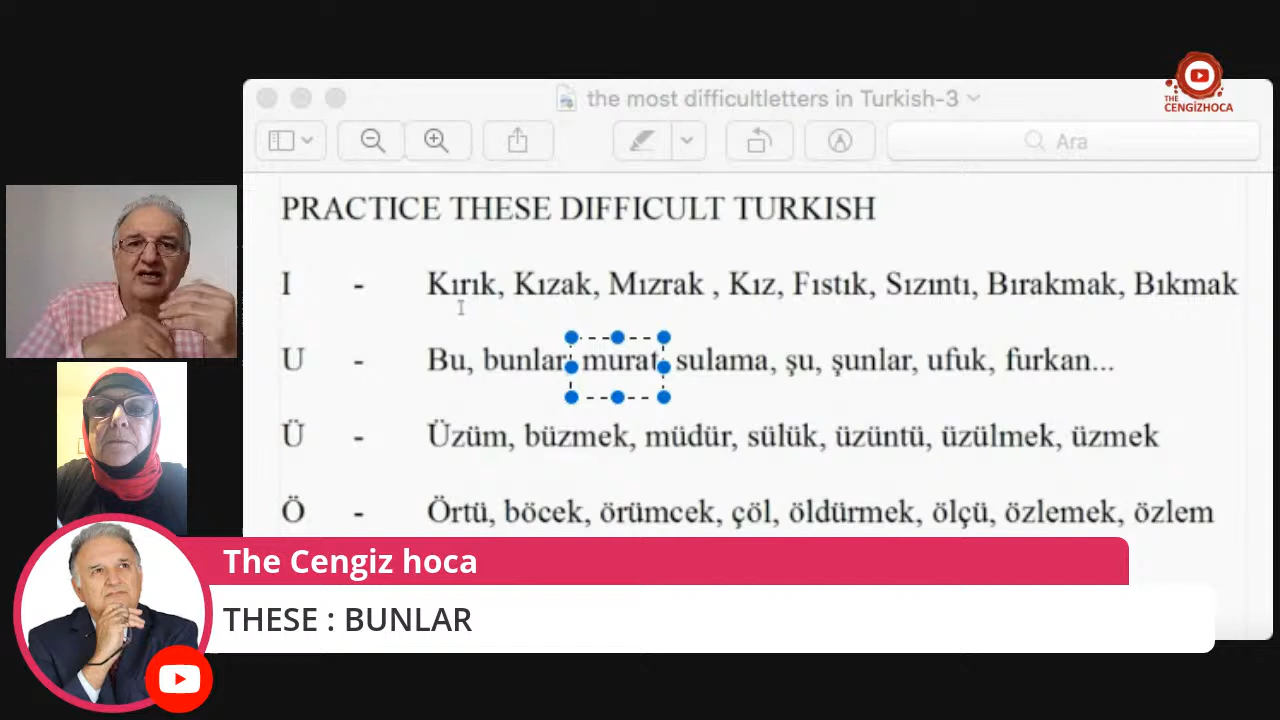 THE
CENGİZHOCA
the most difficultletters in Turkish-3
Ara
PRACTICE THESE DIFFICULT TURKISH
I - Kırık, Kızak, Mızrak , Kız, Fıstık, Sızıntı, Bırakmak, Bıkmak
U - Bu, bunlar, murat, sulama, şu, şunlar, ufuk, furkan...
Ü - Üzüm, büzmek, müdür, sülük, üzüntü, üzülmek, üzmek
Ö - Örtü, böcek, örümcek, çöl, öldürmek, ölçü, özlemek, özlem
The Cengiz hoca
THESE : BUNLAR